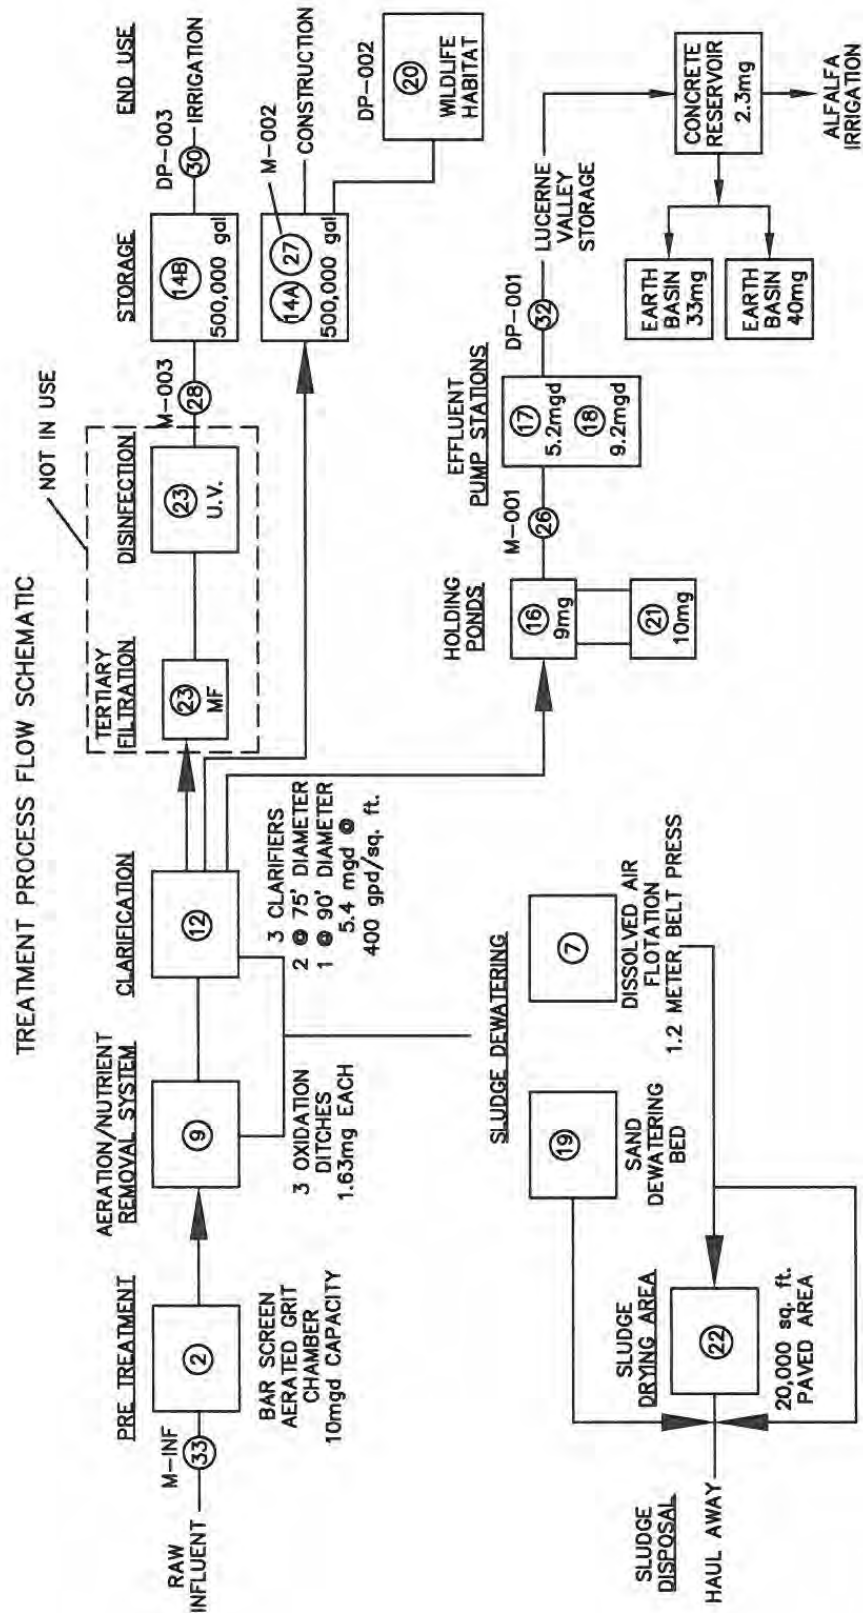 TREATMENT PROCESS FLOW SCHEMATIC
NOT IN USE
PRE TREATMENT
AERATION/NUTRIENT
REMOVAL SYSTEM
CLARIFICATION
TERTIARY
FILTRATION
DISINFECTION
STORAGE
END USE
RAW
INFLUENT
M-INF
33
2
BAR SCREEN
AERATED GRIT
CHAMBER
10mgd CAPACITY
9
3 OXIDATION
DITCHES
1.63mg EACH
12
3 CLARIFIERS
2 @ 75' DIAMETER
1 @ 90' DIAMETER
5.4 mgd @
400 gpd/sq. ft.
23
MF
23
U.V.
M-003
28
14B
500,000 gal
DP-003
30
IRRIGATION
14A
27
500,000 gal
M-002
CONSTRUCTION
DP-002
20
WILDLIFE
HABITAT
HOLDING
PONDS
16
9mg
21
10mg
M-001
26
EFFLUENT
PUMP STATIONS
17
5.2mgd
18
9.2mgd
DP-001
32
LUCERNE
VALLEY
STORAGE
CONCRETE
RESERVOIR
2.3mg
EARTH
BASIN
33mg
EARTH
BASIN
40mg
ALFALFA
IRRIGATION
SLUDGE DEWATERING
19
SAND
DEWATERING
BED
7
DISSOLVED AIR
FLOTATION
1.2 METER BELT PRESS
SLUDGE
DRYING AREA
22
20,000 sq. ft.
PAVED AREA
SLUDGE
DISPOSAL
HAUL AWAY